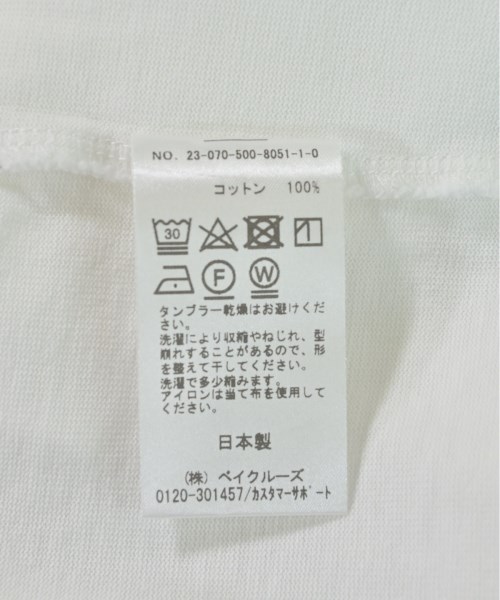 NO. 23-070-500-8051-1-0
コットン 100%
30
F W
タンブラー乾燥はお避けくだ
さい。
洗濯により収縮やねじれ、型
崩れすることがあるので、形
を整えて干してください。
洗濯で多少縮みます。
アイロンは当て布を使用して
ください。
日本製
(株) ベイクルーズ
0120-301457/カスタマーサポート